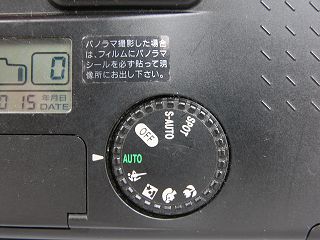 パノラマ撮影した場合
は、フィルムにパノラマ
シールを必ず貼って現
像所にお出し下さい。
0
0 15 年月日
DATE
OFF
S-AUTO
SPOT
AUTO